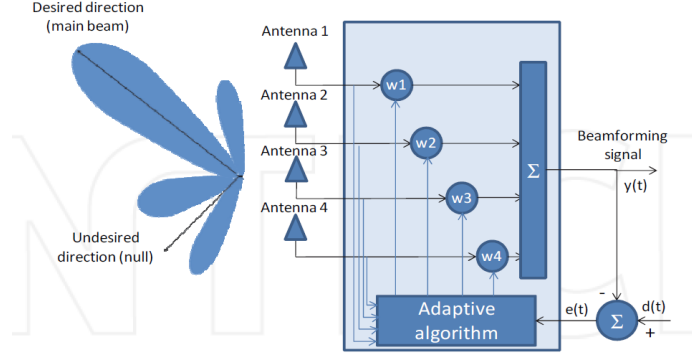 Desired direction
(main beam)
Undesired
direction (null)
Antenna 1
Antenna 2
Antenna 3
Antenna 4
w1
w2
w3
w4
Σ
Beamforming
signal
y(t)
Adaptive
algorithm
e(t)
-
Σ
d(t)
+